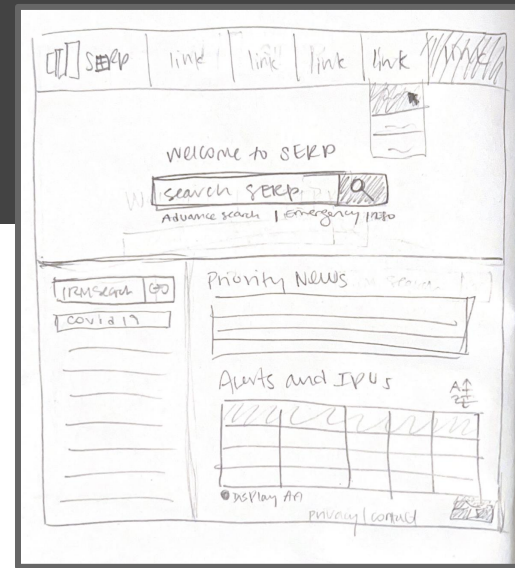 SERP link link link link link
Welcome to SERP
search SERP
Advance search | Emergency info
IRM Search GO
Covid 19
Priority News
Alerts and IPUs
A
Z
Display All
privacy | contact